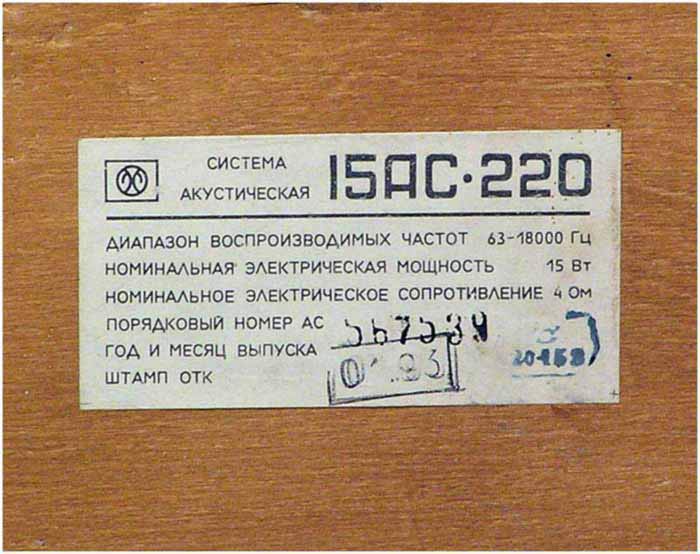 СИСТЕМА
АКУСТИЧЕСКАЯ 15АС·220
ДИАПАЗОН ВОСПРОИЗВОДИМЫХ ЧАСТОТ 63-18000 Гц
НОМИНАЛЬНАЯ ЭЛЕКТРИЧЕСКАЯ МОЩНОСТЬ 15 Вт
НОМИНАЛЬНОЕ ЭЛЕКТРИЧЕСКОЕ СОПРОТИВЛЕНИЕ 4 Ом
ПОРЯДКОВЫЙ НОМЕР АС
ГОД И МЕСЯЦ ВЫПУСКА
ШТАМП ОТК